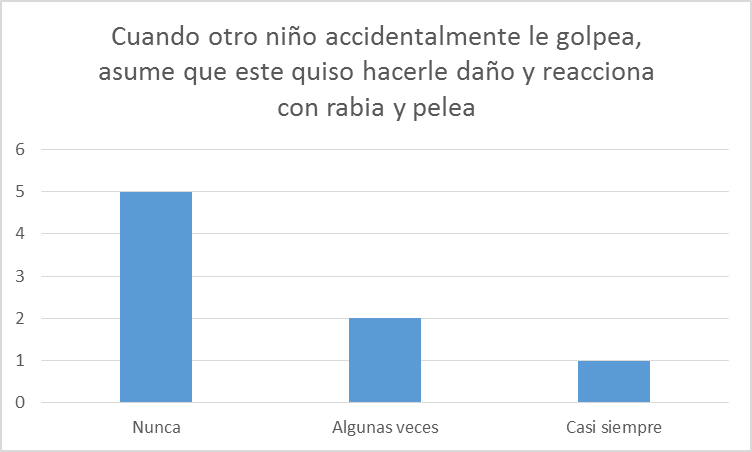 Cuando otro niño accidentalmente le golpea,
asume que este quiso hacerle daño y reacciona
con rabia y pelea
6
5
4
3
2
1
0
Nunca
Algunas veces
Casi siempre